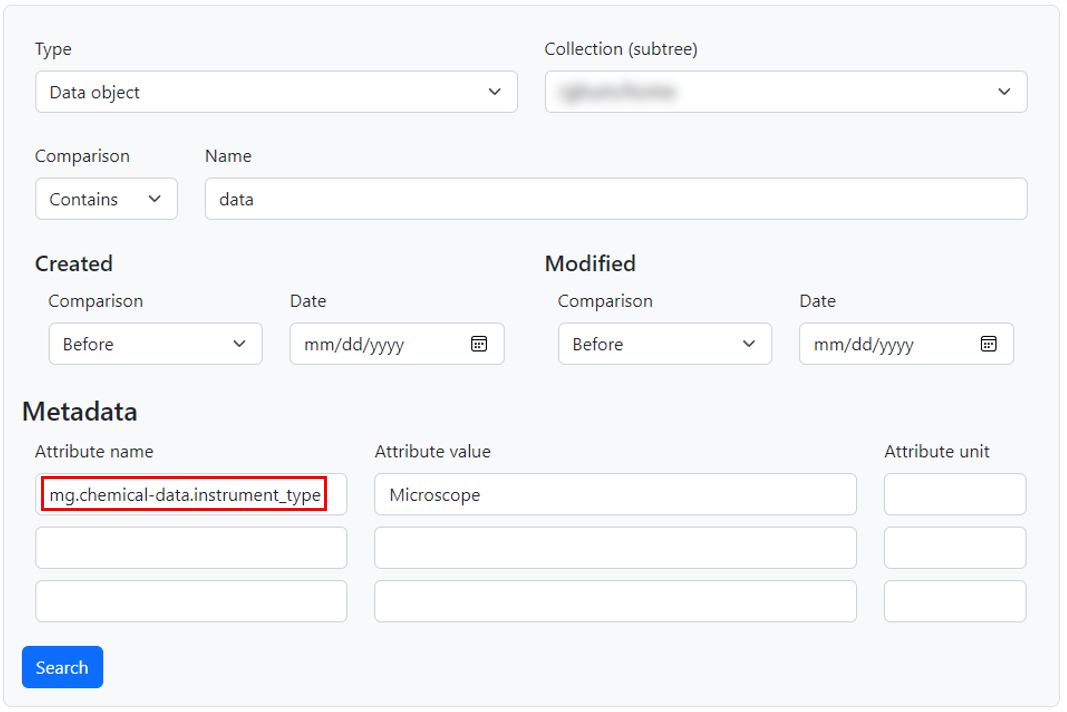 Type Collection (subtree)
Data object
Comparison Name
Contains data
Created Modified
Comparison Date Comparison Date
Before mm/dd/yyyy Before mm/dd/yyyy
Metadata
Attribute name Attribute value Attribute unit
mg.chemical-data.instrument_type Microscope
Search